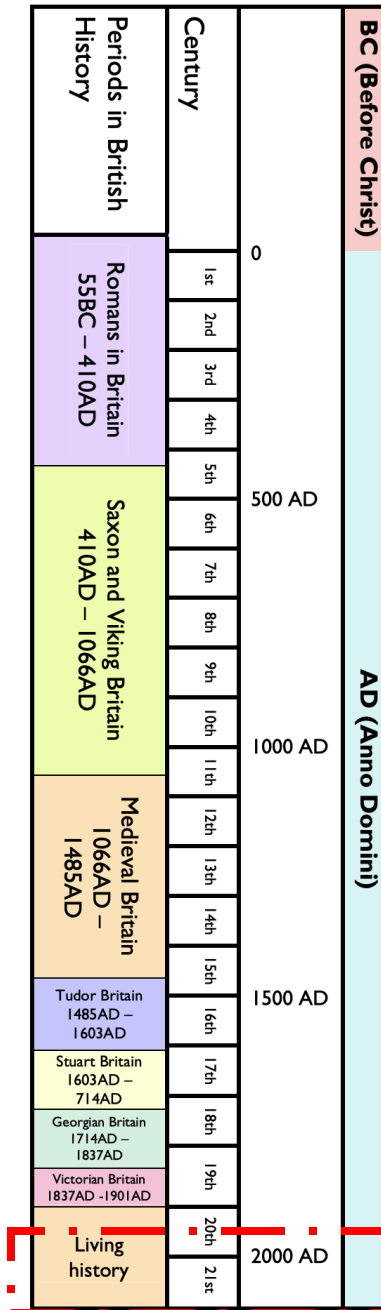 BC (Before Christ)
AD (Anno Domini)
0
500 AD
1000 AD
1500 AD
2000 AD
Century
1st
2nd
3rd
4th
5th
6th
7th
8th
9th
10th
11th
12th
13th
14th
15th
16th
17th
18th
19th
20th
21st
Periods in British
History
Romans in Britain
55BC – 410AD
Saxon and Viking Britain
410AD – 1066AD
Medieval Britain
1066AD –
1485AD
Tudor Britain
1485AD –
1603AD
Stuart Britain
1603AD –
714AD
Georgian Britain
1714AD –
1837AD
Victorian Britain
1837AD -1901AD
Living
history